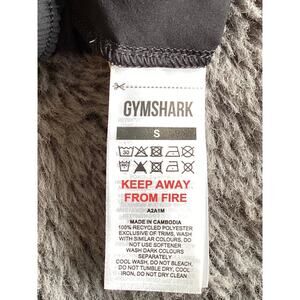 GYMSHARK
S
KEEP AWAY
FROM FIRE
A2A1M
MADE IN CAMBODIA
100% RECYCLED POLYESTER
EXCLUSIVE OF TRIMS, WASH
WITH SIMILAR COLOURS, DO
NOT USE SOFTENER
WASH DARK COLOURS
SEPARATELY
COOL WASH, DO NOT BLEACH,
DO NOT TUMBLE DRY, COOL
IRON, DO NOT DRY CLEAN